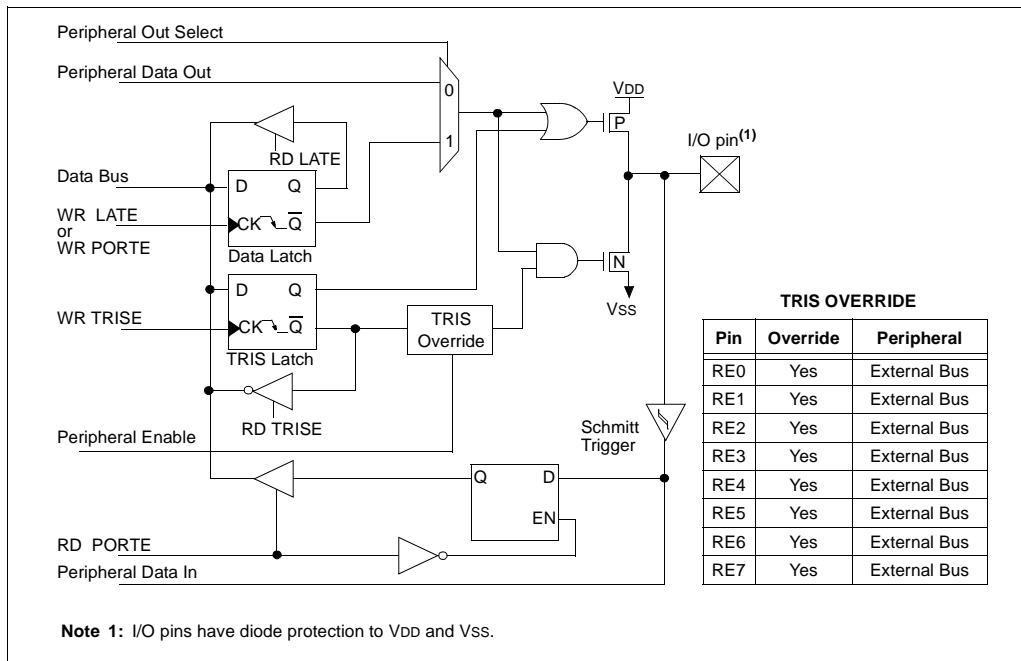 Peripheral Out Select
Peripheral Data Out
0
1
VDD
P
I/O pin(1)
RD LATE
Data Bus
D Q
WR LATE
or
WR PORTE
CK Q
Data Latch
N
VSS
D Q
WR TRISE
CK Q
TRIS Latch
TRIS
Override
RD TRISE
Peripheral Enable
Schmitt
Trigger
Q D
EN
RD PORTE
Peripheral Data In
TRIS OVERRIDE
Pin Override Peripheral
RE0 Yes External Bus
RE1 Yes External Bus
RE2 Yes External Bus
RE3 Yes External Bus
RE4 Yes External Bus
RE5 Yes External Bus
RE6 Yes External Bus
RE7 Yes External Bus
Note 1: I/O pins have diode protection to VDD and VSS.